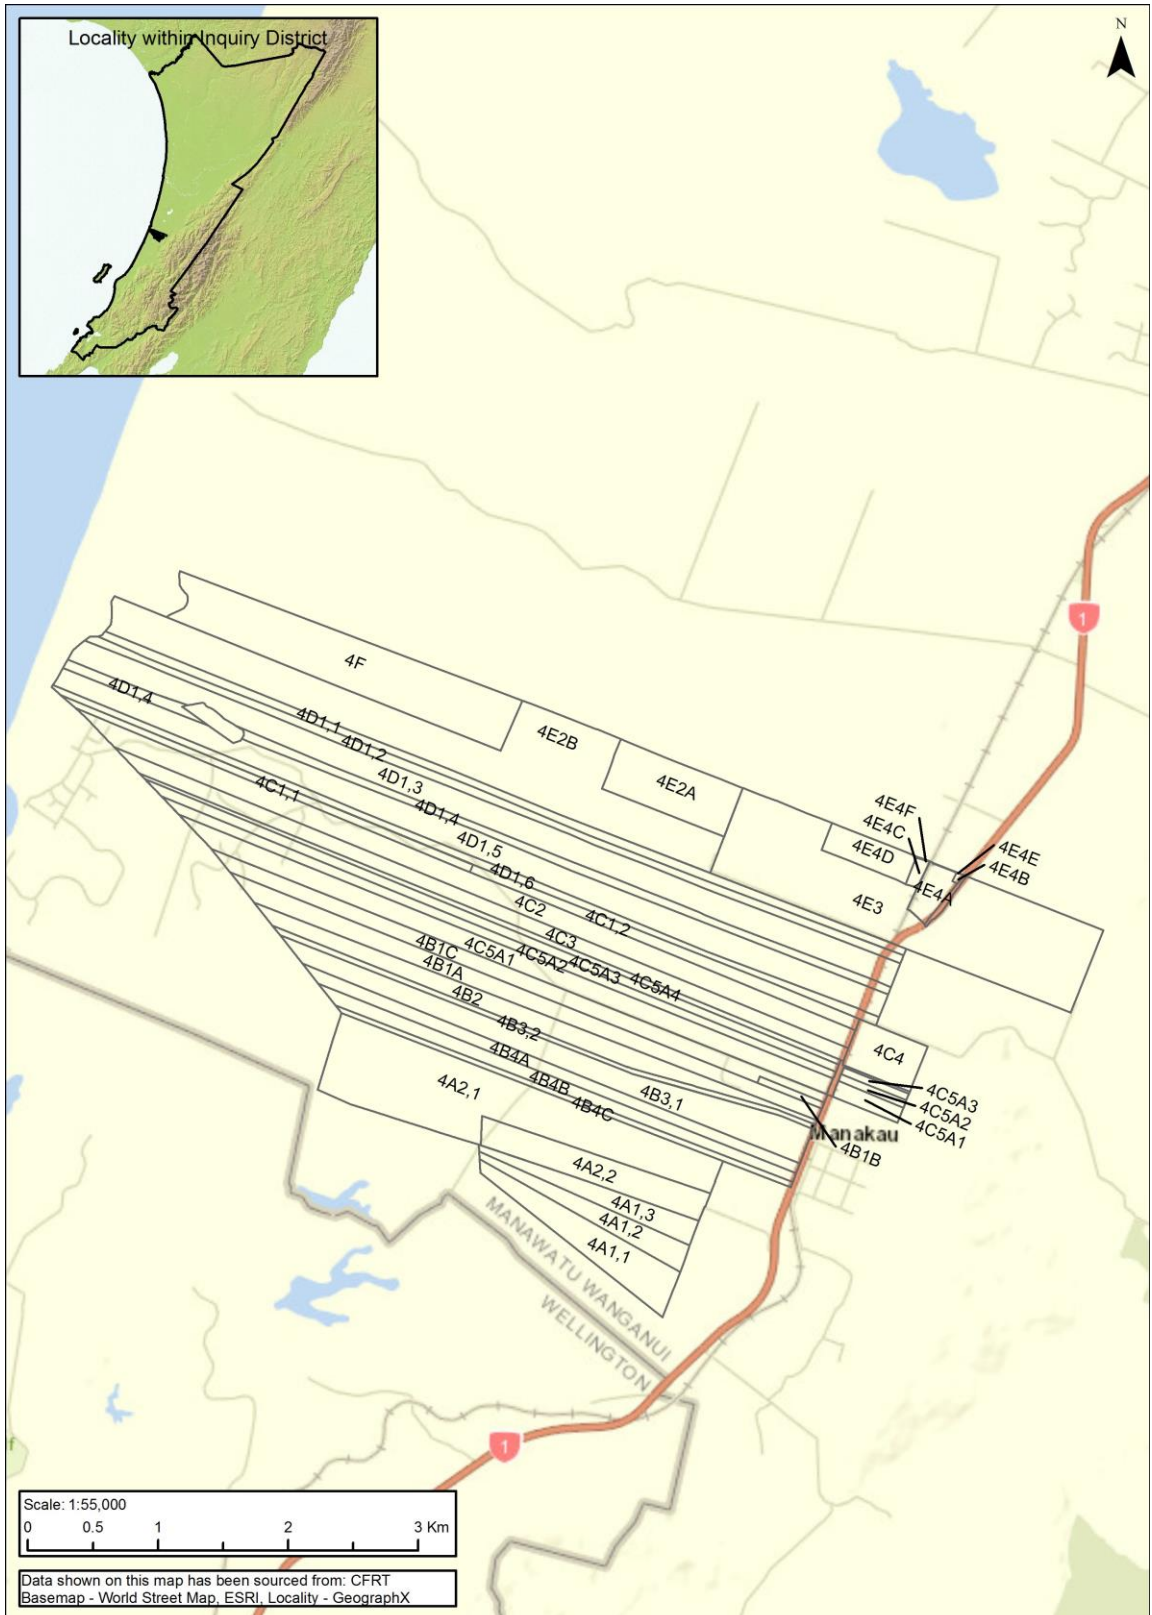 Locality within Inquiry District
N
1
4F
4D1,4
4D1,1
4E2B
4D1,2
4E2A
4D1,3
4C1,1
4D1,4
4E4F
4E4C
4D1,5
4E4D
4E4E
4E4B
4D1,6
4E4A
4E3
4C2
4C1,2
4C3
4B1C
4C5A1
4C5A2
4C5A3
4C5A4
4B1A
4B2
4B3,2
4C4
4B4A
4A2,1
4B4B
4B3,1
4C5A3
4B4C
4C5A2
4C5A1
Manakau
4B1B
4A2,2
4A1,3
4A1,2
4A1,1
MANAWATU WANGANUI
WELLINGTON
1
f
Scale: 1:55,000
0 0.5 1 2 3 Km
Data shown on this map has been sourced from: CFRT
Basemap - World Street Map, ESRI, Locality - GeographX